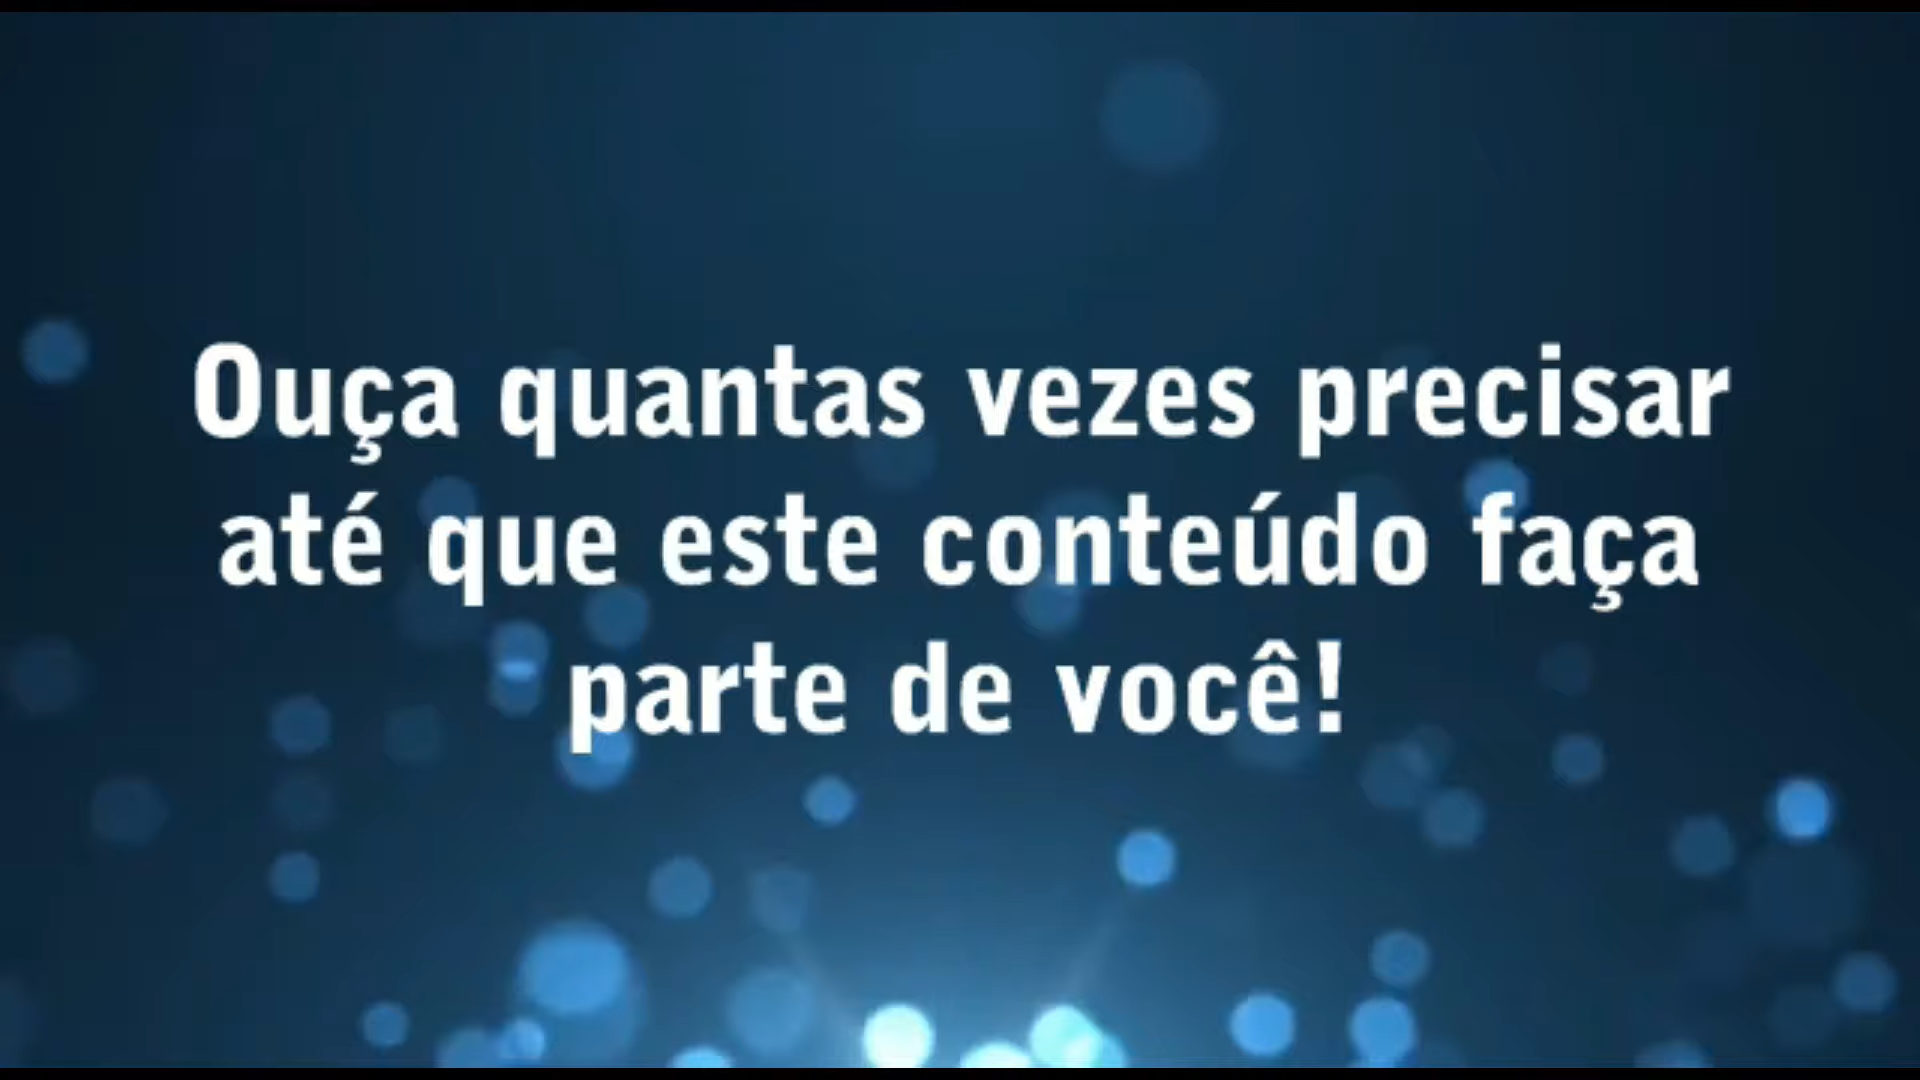 Ouça quantas vezes precisar
até que este conteúdo faça
parte de você!